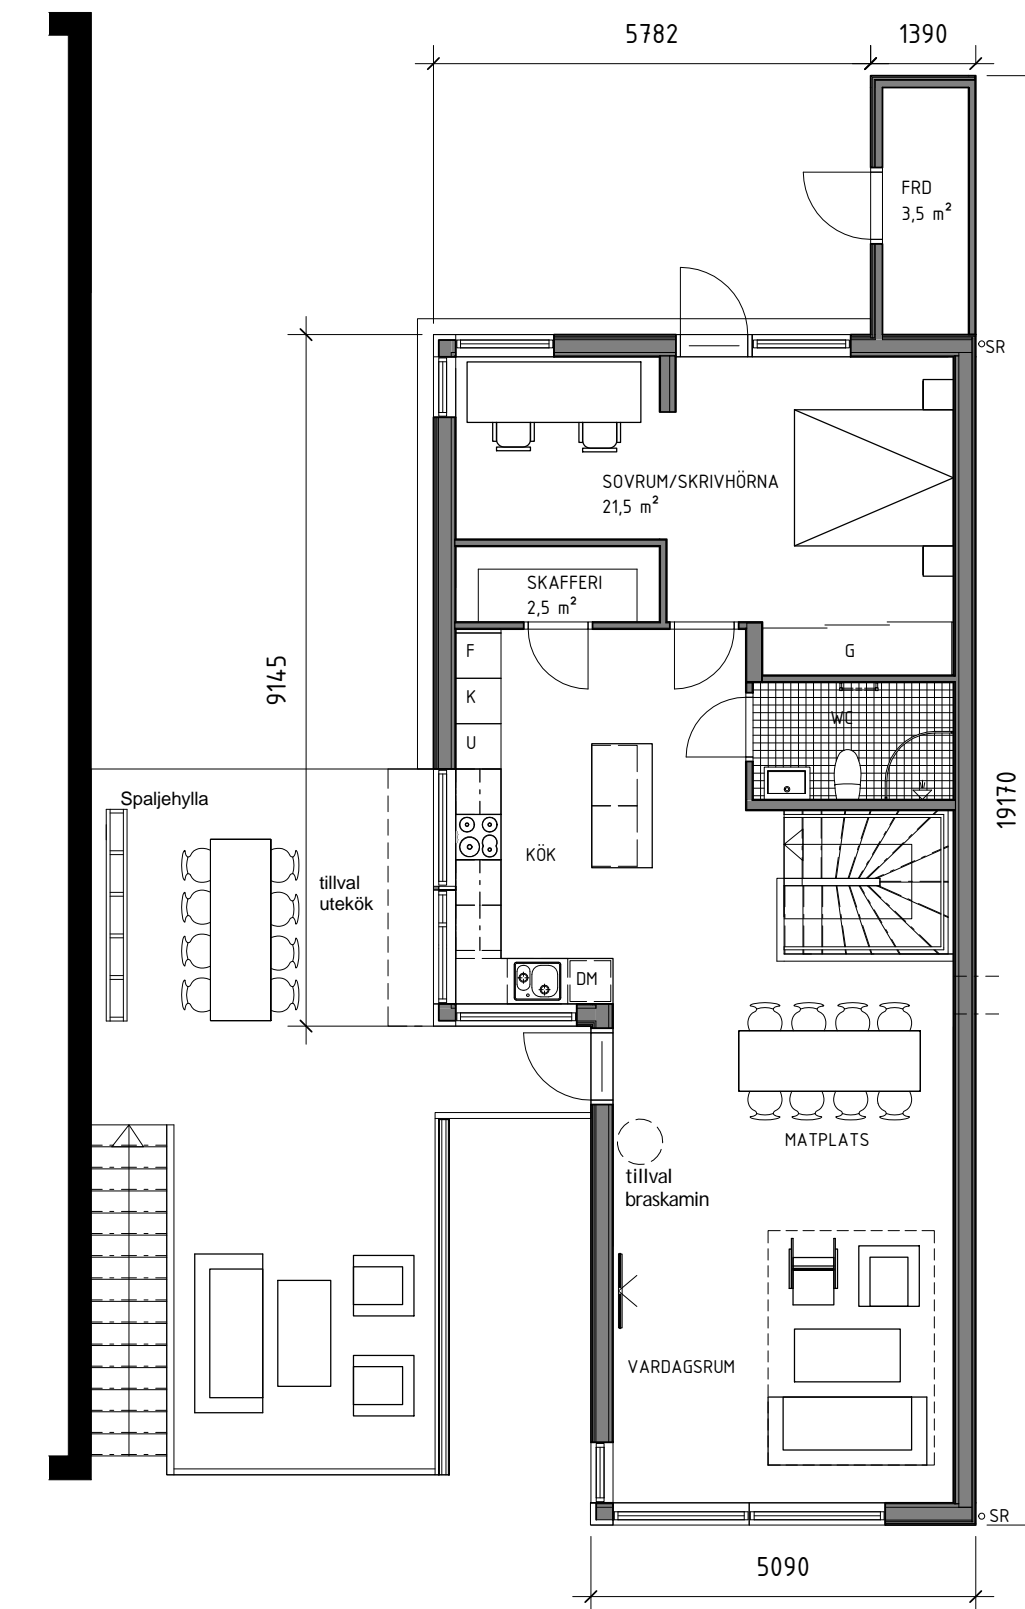 5782
1390
FRD
3,5 m²
SR
SOVRUM/SKRIVHÖRNA
21,5 m²
SKAFFERI
2,5 m²
9145
F
G
K
WC
U
19170
Spaljehylla
KÖK
tillval
utekök
DM
MATPLATS
tillval
braskamin
VARDAGSRUM
SR
5090